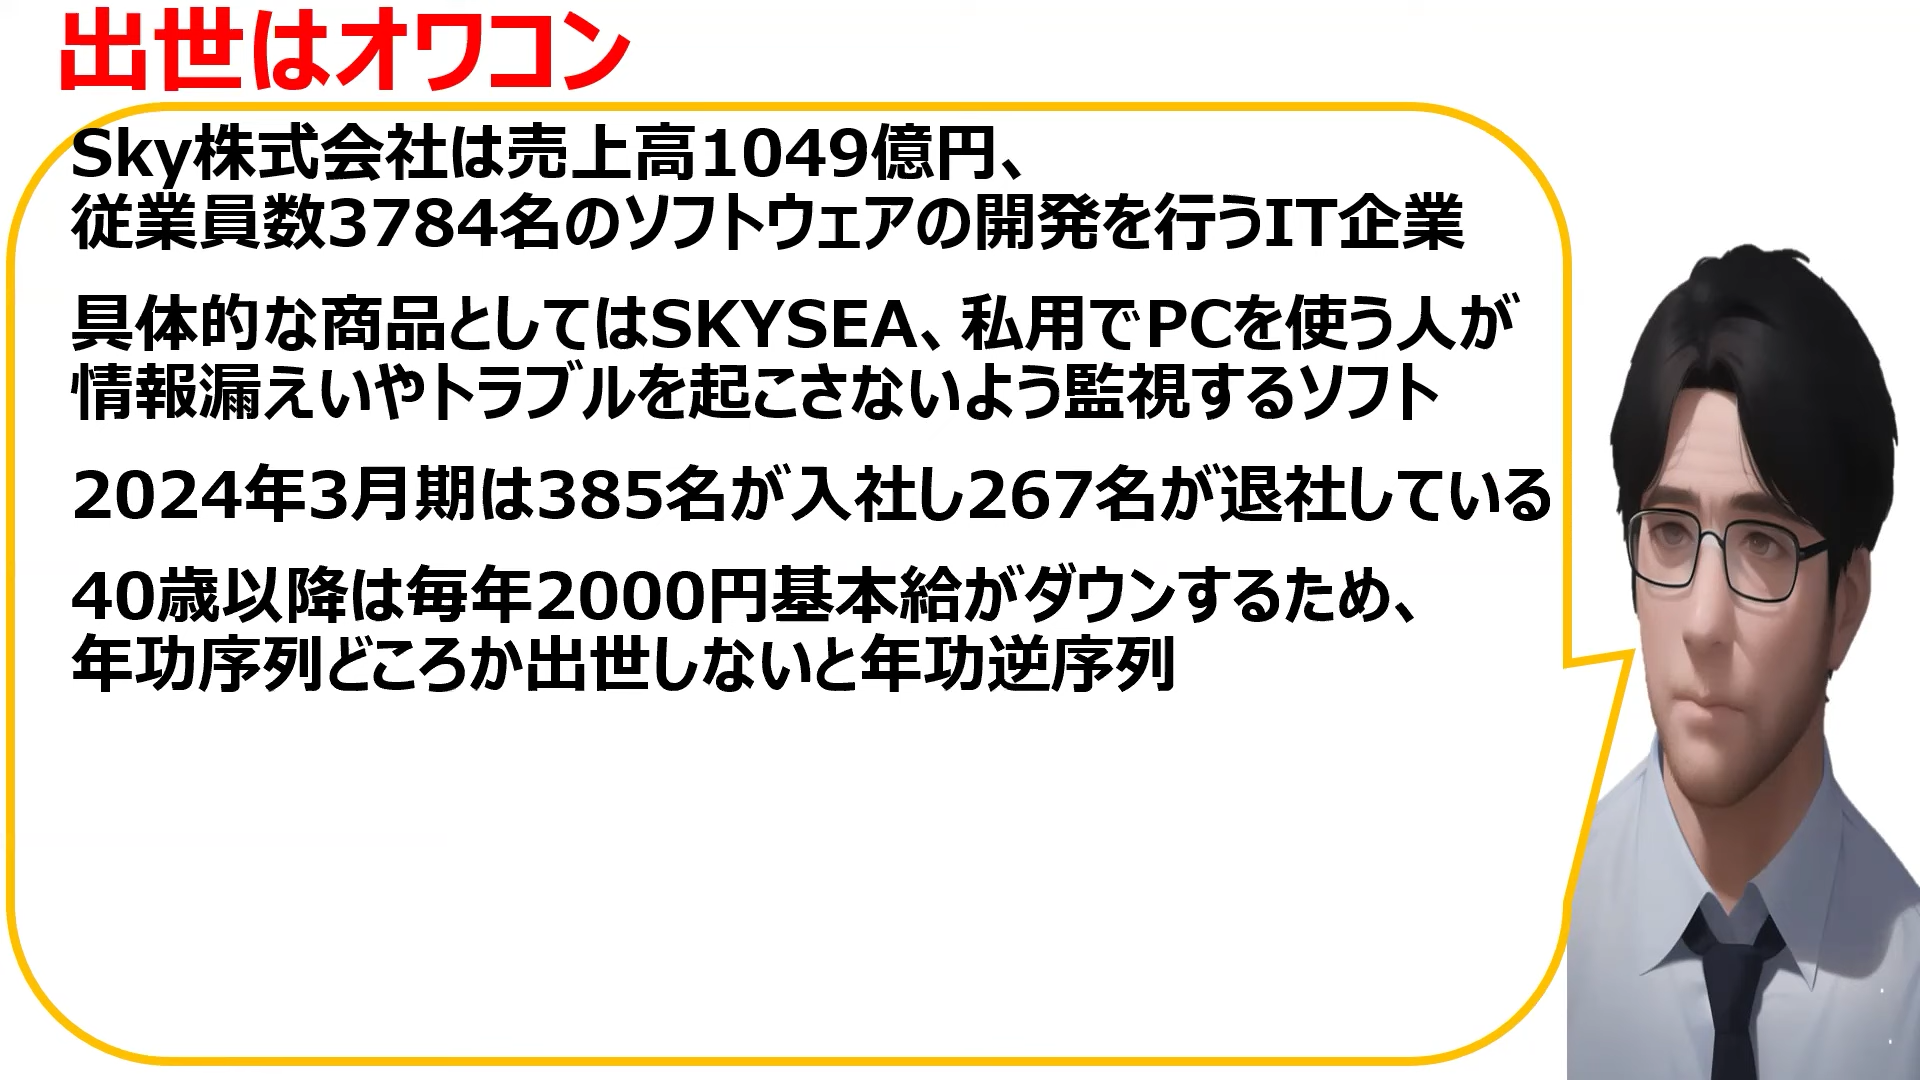 出世はオワコン
Sky株式会社は売上高1049億円、
従業員数3784名のソフトウェアの開発を行うIT企業
具体的な商品としてはSKYSEA、私用でPCを使う人が
情報漏えいやトラブルを起こさないよう監視するソフト
2024年3月期は385名が入社し267名が退社している
40歳以降は毎年2000円基本給がダウンするため、
年功序列どころか出世しないと年功逆序列